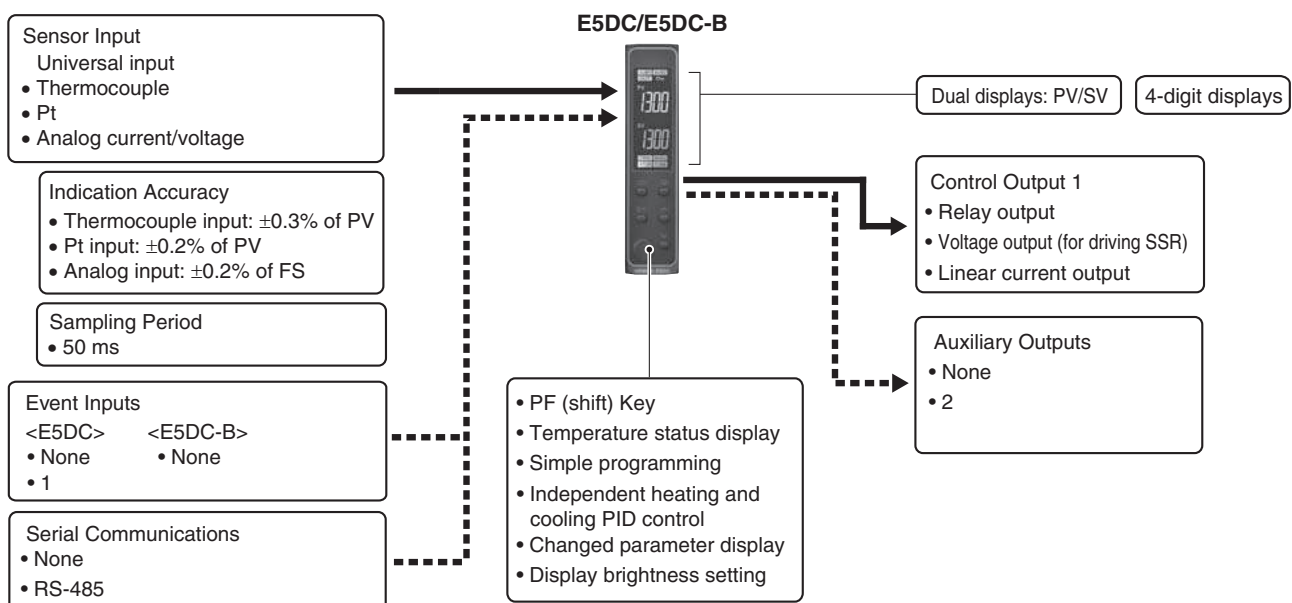 E5DC/E5DC-B
Sensor Input
Universal input
• Thermocouple
• Pt
• Analog current/voltage
Indication Accuracy
• Thermocouple input: ±0.3% of PV
• Pt input: ±0.2% of PV
• Analog input: ±0.2% of FS
Sampling Period
• 50 ms
Event Inputs
<E5DC> <E5DC-B>
• None • None
• 1
Serial Communications
• None
• RS-485
PV
1300
SV
1300
• PF (shift) Key
• Temperature status display
• Simple programming
• Independent heating and
cooling PID control
• Changed parameter display
• Display brightness setting
Dual displays: PV/SV
4-digit displays
Control Output 1
• Relay output
• Voltage output (for driving SSR)
• Linear current output
Auxiliary Outputs
• None
• 2